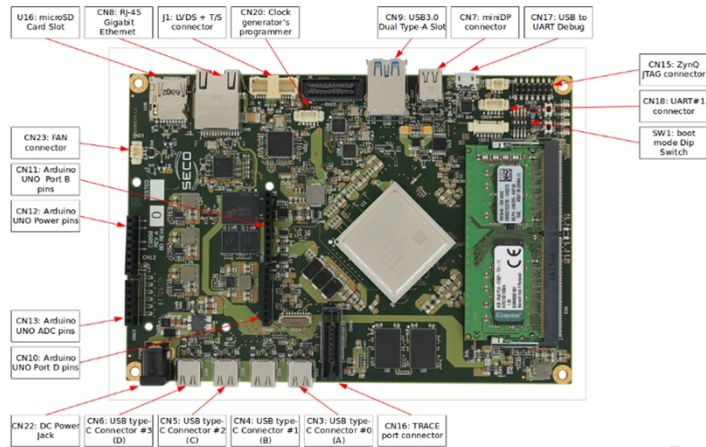 U16: microSD
Card Slot
CN8: RJ-45
Gigabit
Ethernet
J1: LVDS + T/S
connector
CN20: Clock
generator's
programmer
CN9: USB3.0
Dual Type-A Slot
CN7: miniDP
connector
CN17: USB to
UART Debug
CN15: ZynQ
JTAG connector
CN18: UART#1
connector
SW1: boot
mode Dip
Switch
CN23: FAN
connector
CN11: Arduino
UNO Port B
pins
CN12: Arduino
UNO Power pins
CN13: Arduino
UNO ADC pins
CN10: Arduino
UNO Port D pins
CN22: DC Power
Jack
CN6: USB type-
C Connector #3
(D)
CN5: USB type-
C Connector #2
(C)
CN4: USB type-
C Connector #1
(B)
CN3: USB type-
C Connector #0
(A)
CN16: TRACE
port connector
SECO
TESTED
0
CN12
Kingston